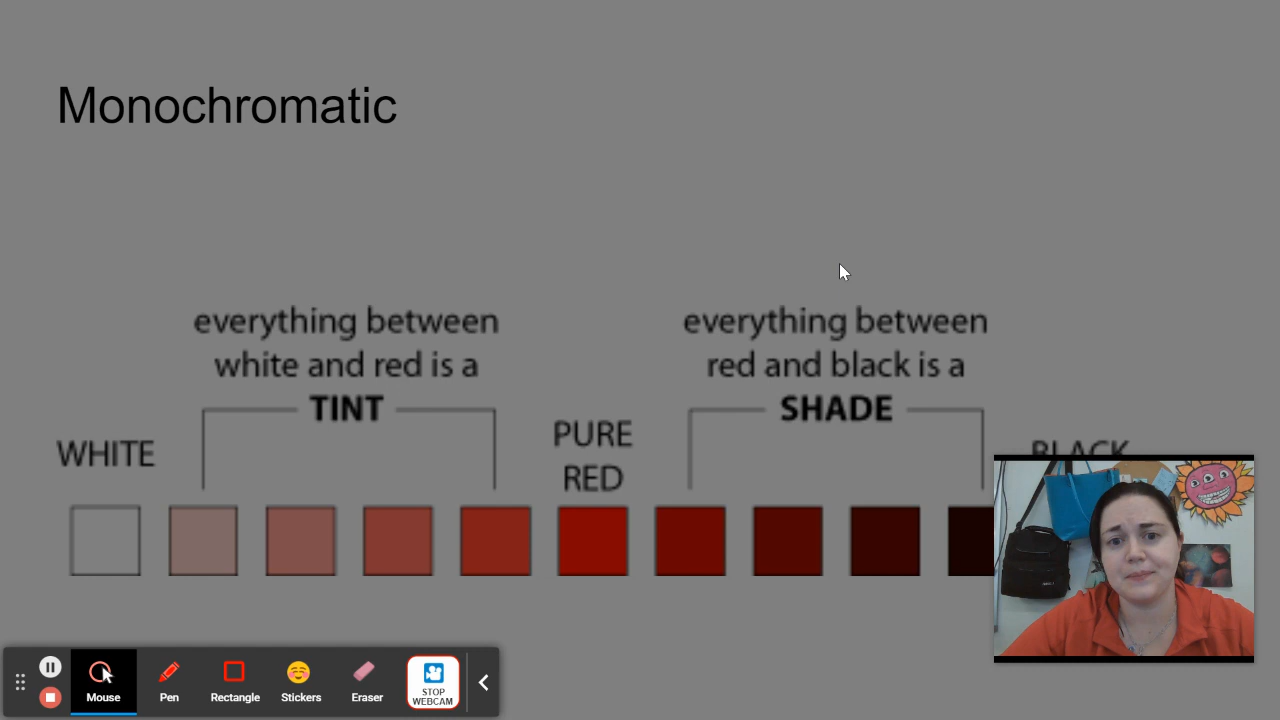 Monochromatic
everything between
white and red is a
TINT
everything between
red and black is a
SHADE
WHITE
PURE
RED
BLACK
Mouse
Pen
Rectangle
Stickers
Eraser
STOP
WEBCAM